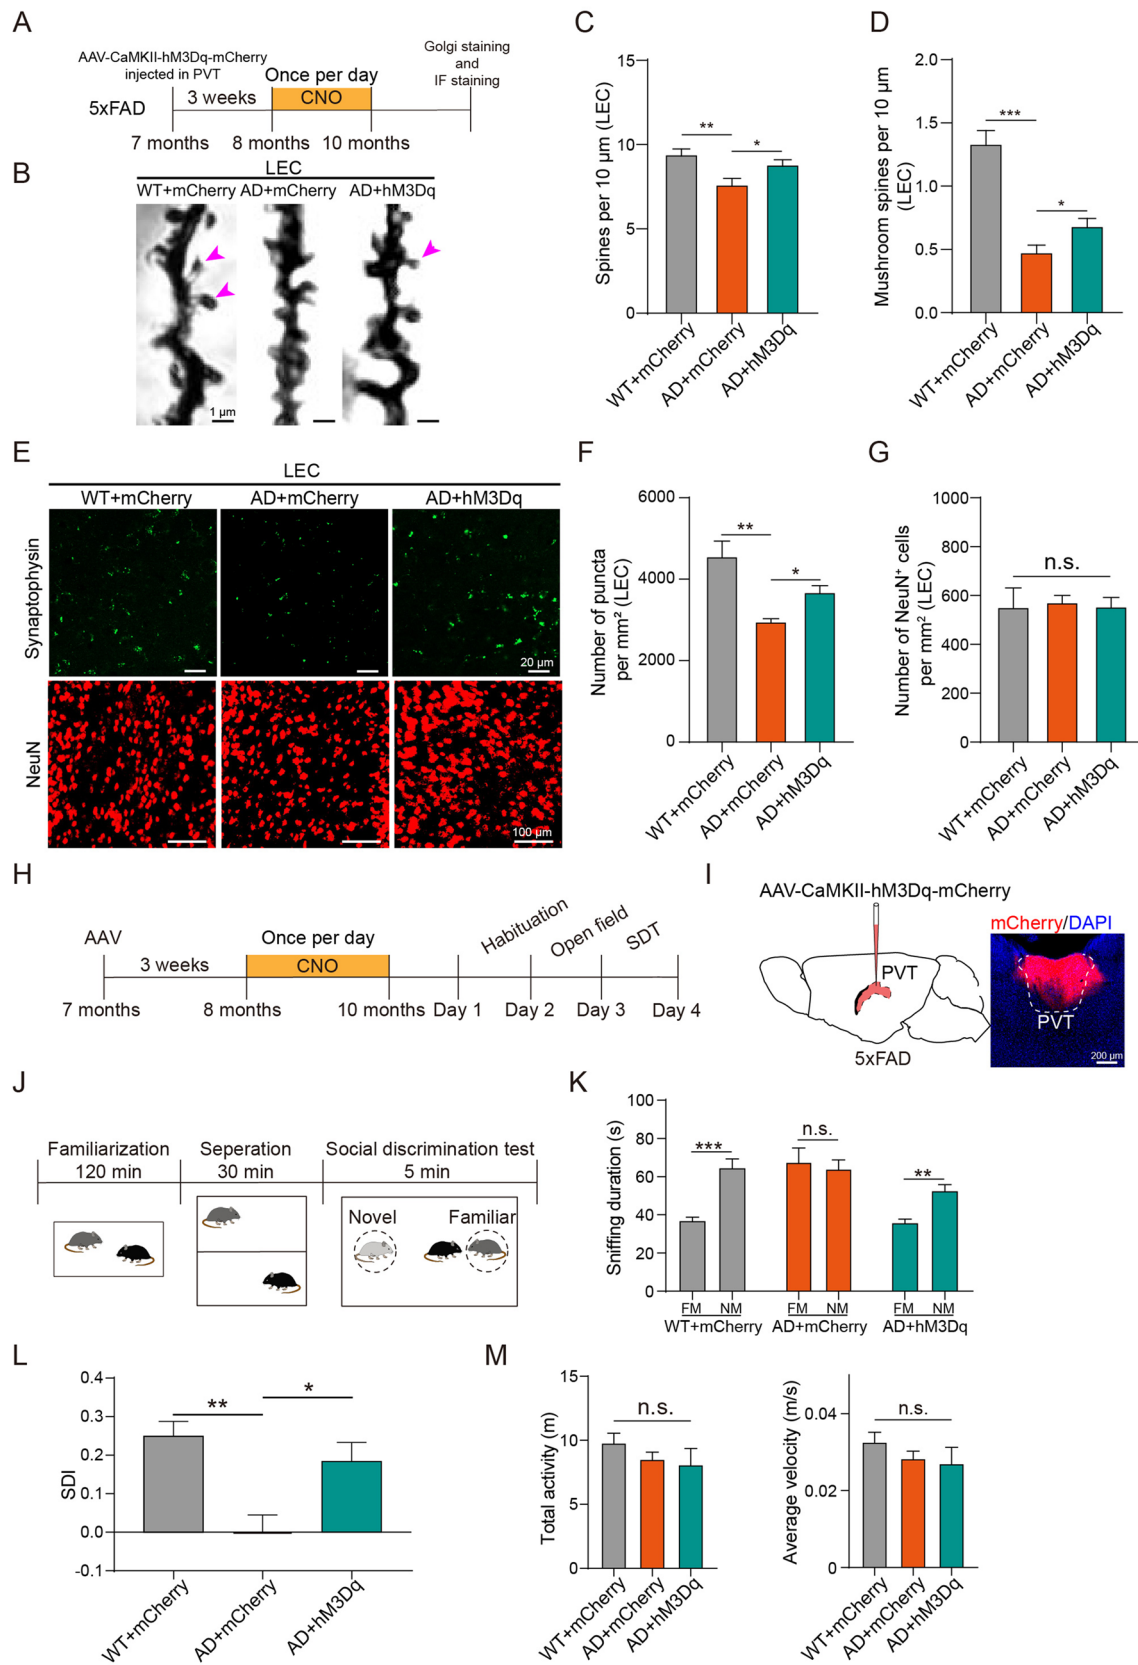 A
AAV-CaMKII-hM3Dq-mCherry
injected in PVT
Golgi staining
and
IF staining
Once per day
5xFAD
3 weeks
CNO
7 months
8 months
10 months
B
LEC
WT+mCherry
AD+mCherry
AD+hM3Dq
1 µm
C
Spines per 10 µm (LEC)
15
10
5
0
**
*
WT+mCherry
AD+mCherry
AD+hM3Dq
D
Mushroom spines per 10 µm
(LEC)
2.0
1.5
1.0
0.5
0.0
***
*
WT+mCherry
AD+mCherry
AD+hM3Dq
E
LEC
WT+mCherry
AD+mCherry
AD+hM3Dq
Synaptophysin
20 µm
NeuN
100 µm
F
Number of puncta
per mm² (LEC)
6000
4000
2000
0
**
*
WT+mCherry
AD+mCherry
AD+hM3Dq
G
Number of NeuN⁺ cells
per mm² (LEC)
1000
800
600
400
200
0
n.s.
WT+mCherry
AD+mCherry
AD+hM3Dq
H
AAV
3 weeks
Once per day
CNO
Habituation
Open field
SDT
7 months
8 months
10 months
Day 1
Day 2
Day 3
Day 4
I
AAV-CaMKII-hM3Dq-mCherry
PVT
5xFAD
mCherry/DAPI
PVT
200 µm
J
Familiarization
120 min
Seperation
30 min
Social discrimination test
5 min
Novel
Familiar
K
Sniffing duration (s)
100
80
60
40
20
0
***
n.s.
**
FM
NM
FM
NM
FM
NM
WT+mCherry
AD+mCherry
AD+hM3Dq
L
SDI
0.4
0.3
0.2
0.1
0.0
-0.1
**
*
WT+mCherry
AD+mCherry
AD+hM3Dq
M
Total activity (m)
15
10
5
0
n.s.
WT+mCherry
AD+mCherry
AD+hM3Dq
Average velocity (m/s)
0.04
0.02
0
n.s.
WT+mCherry
AD+mCherry
AD+hM3Dq